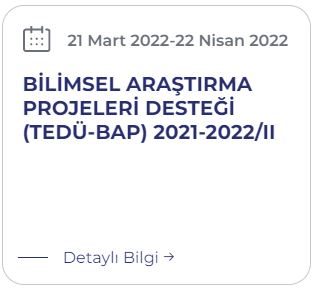 21 Mart 2022-22 Nisan 2022
BİLİMSEL ARAŞTIRMA
PROJELERİ DESTEĞİ
(TEDÜ-BAP) 2021-2022/II
Detaylı Bilgi →